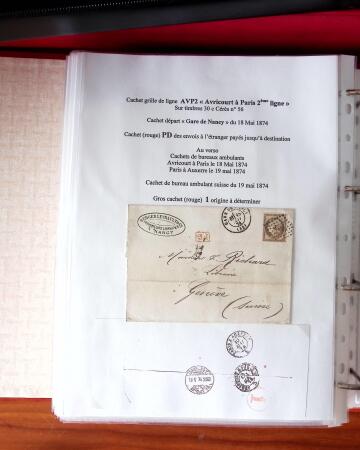 Cachet grille de ligne AVP2 « Avricourt à Paris 2ème ligne »
Sur timbres 30 c Cérès n° 56
Cachet départ « Gare de Nancy » du 18 Mai 1874
Cachet (rouge) PD des envois à l'étranger payés jusqu'à destination
Au verso
Cachets de bureaux ambulants
Avricourt à Paris le 18 Mai 1874
Paris à Auxerre le 19 mai 1874
Cachet de bureau ambulant suisse du 19 mai 1874
Gros cachet (rouge) 1 origine à déterminer
NANCY
PD
Monsieur F. Richard
Genève
(Suisse)